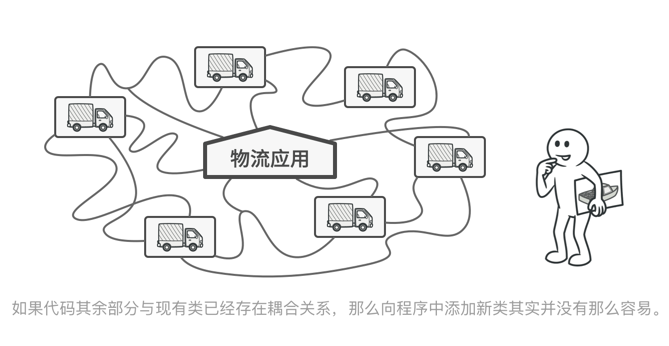 物流应用
如果代码其余部分与现有类已经存在耦合关系，那么向程序中添加新类其实并没有那么容易。